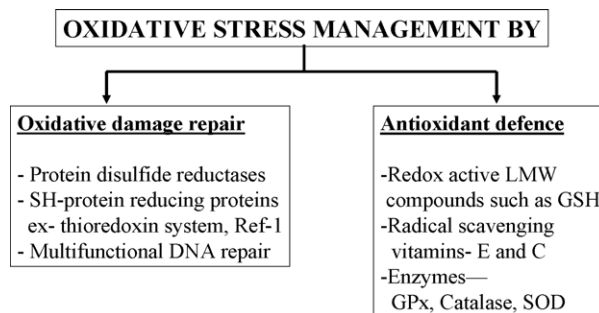 OXIDATIVE STRESS MANAGEMENT BY
Oxidative damage repair
- Protein disulfide reductases
- SH-protein reducing proteins
ex- thioredoxin system, Ref-1
- Multifunctional DNA repair
Antioxidant defence
-Redox active LMW
compounds such as GSH
-Radical scavenging
vitamins- E and C
-Enzymes—
GPx, Catalase, SOD